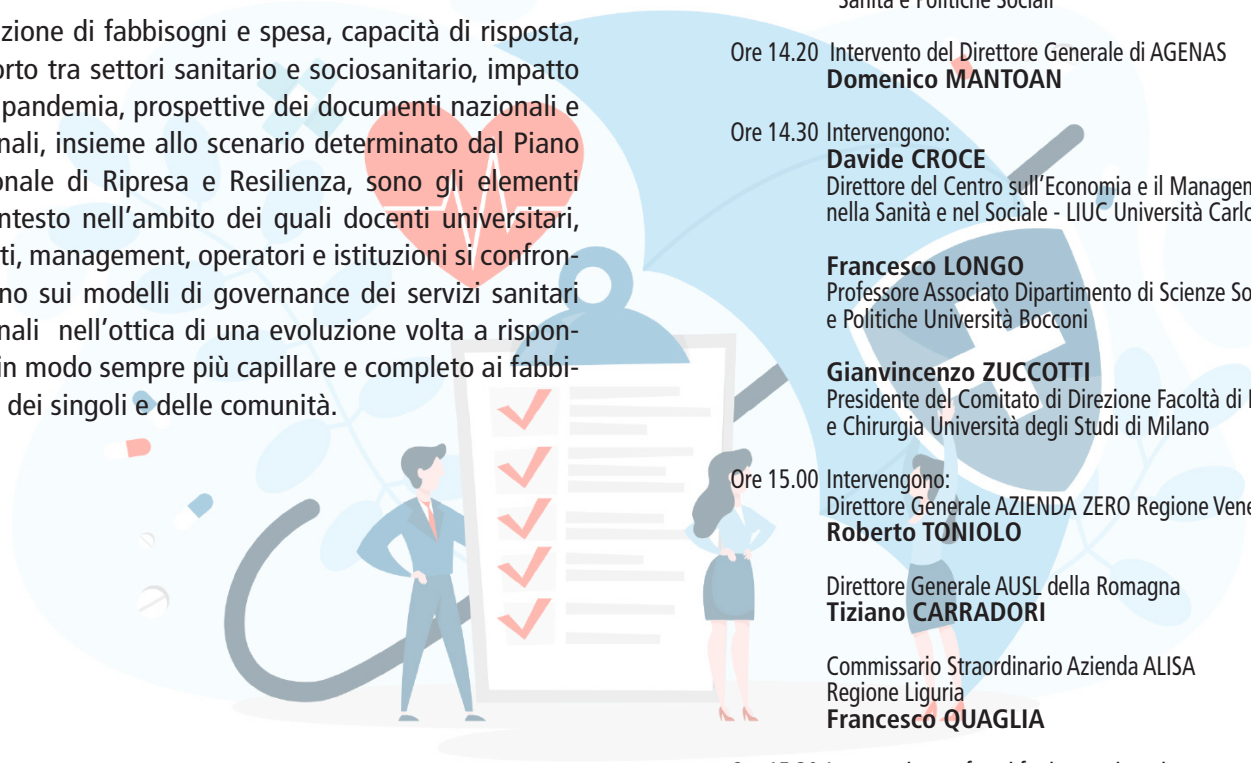 zione di fabbisogni e spesa, capacità di risposta,
orto tra settori sanitario e sociosanitario, impatto
pandemia, prospettive dei documenti nazionali e
nali, insieme allo scenario determinato dal Piano
onale di Ripresa e Resilienza, sono gli elementi
ntesto nell'ambito dei quali docenti universitari,
ti, management, operatori e istituzioni si confron-
no sui modelli di governance dei servizi sanitari
nali nell'ottica di una evoluzione volta a rispon-
in modo sempre più capillare e completo ai fabbi-
dei singoli e delle comunità.
Sanità e Politiche Sociali
Ore 14.20 Intervento del Direttore Generale di AGENAS
Domenico MANTOAN
Ore 14.30 Intervengono:
Davide CROCE
Direttore del Centro sull'Economia e il Managem
nella Sanità e nel Sociale - LIUC Università Carlo
Francesco LONGO
Professore Associato Dipartimento di Scienze So
e Politiche Università Bocconi
Gianvincenzo ZUCCOTTI
Presidente del Comitato di Direzione Facoltà di
e Chirurgia Università degli Studi di Milano
Ore 15.00 Intervengono:
Direttore Generale AZIENDA ZERO Regione Vene
Roberto TONIOLO
Direttore Generale AUSL della Romagna
Tiziano CARRADORI
Commissario Straordinario Azienda ALISA
Regione Liguria
Francesco QUAGLIA